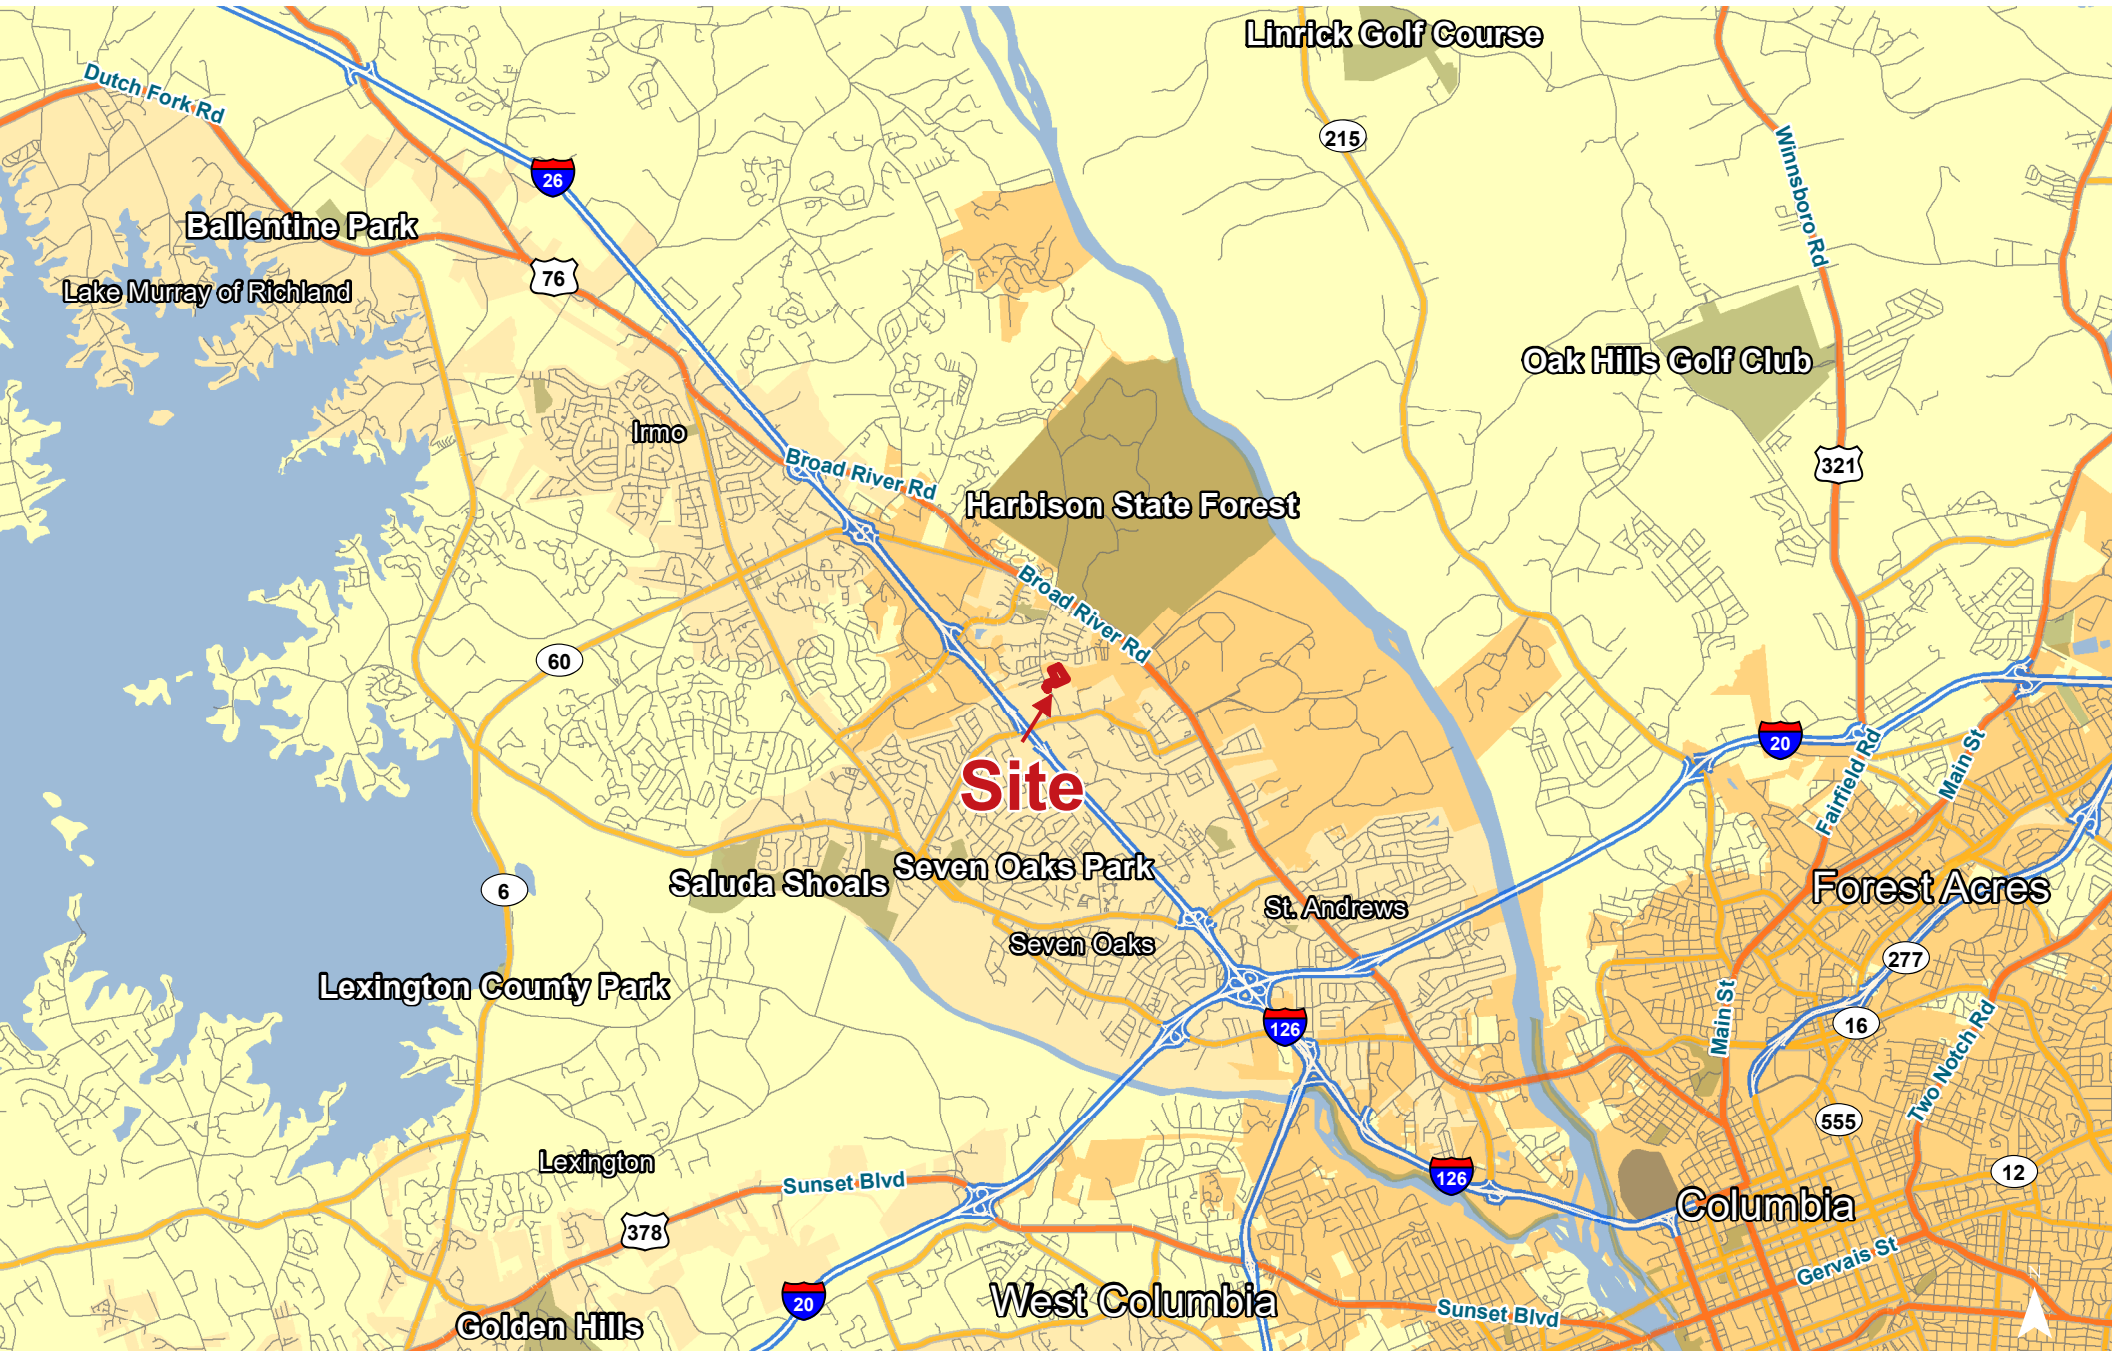 Linrick Golf Course
Dutch Fork Rd
215
26
Winnsboro Rd
Ballentine Park
76
Lake Murray of Richland
Oak Hills Golf Club
Irmo
Broad River Rd
321
Harbison State Forest
Broad River Rd
60
20
Site
Fairfield Rd
Main St
Seven Oaks Park
Saluda Shoals
6
Forest Acres
St. Andrews
Seven Oaks
277
Lexington County Park
Main St
126
16
Two Notch Rd
555
Lexington
Sunset Blvd
126
12
Columbia
378
Gervais St
20
West Columbia
Sunset Blvd
Golden Hills